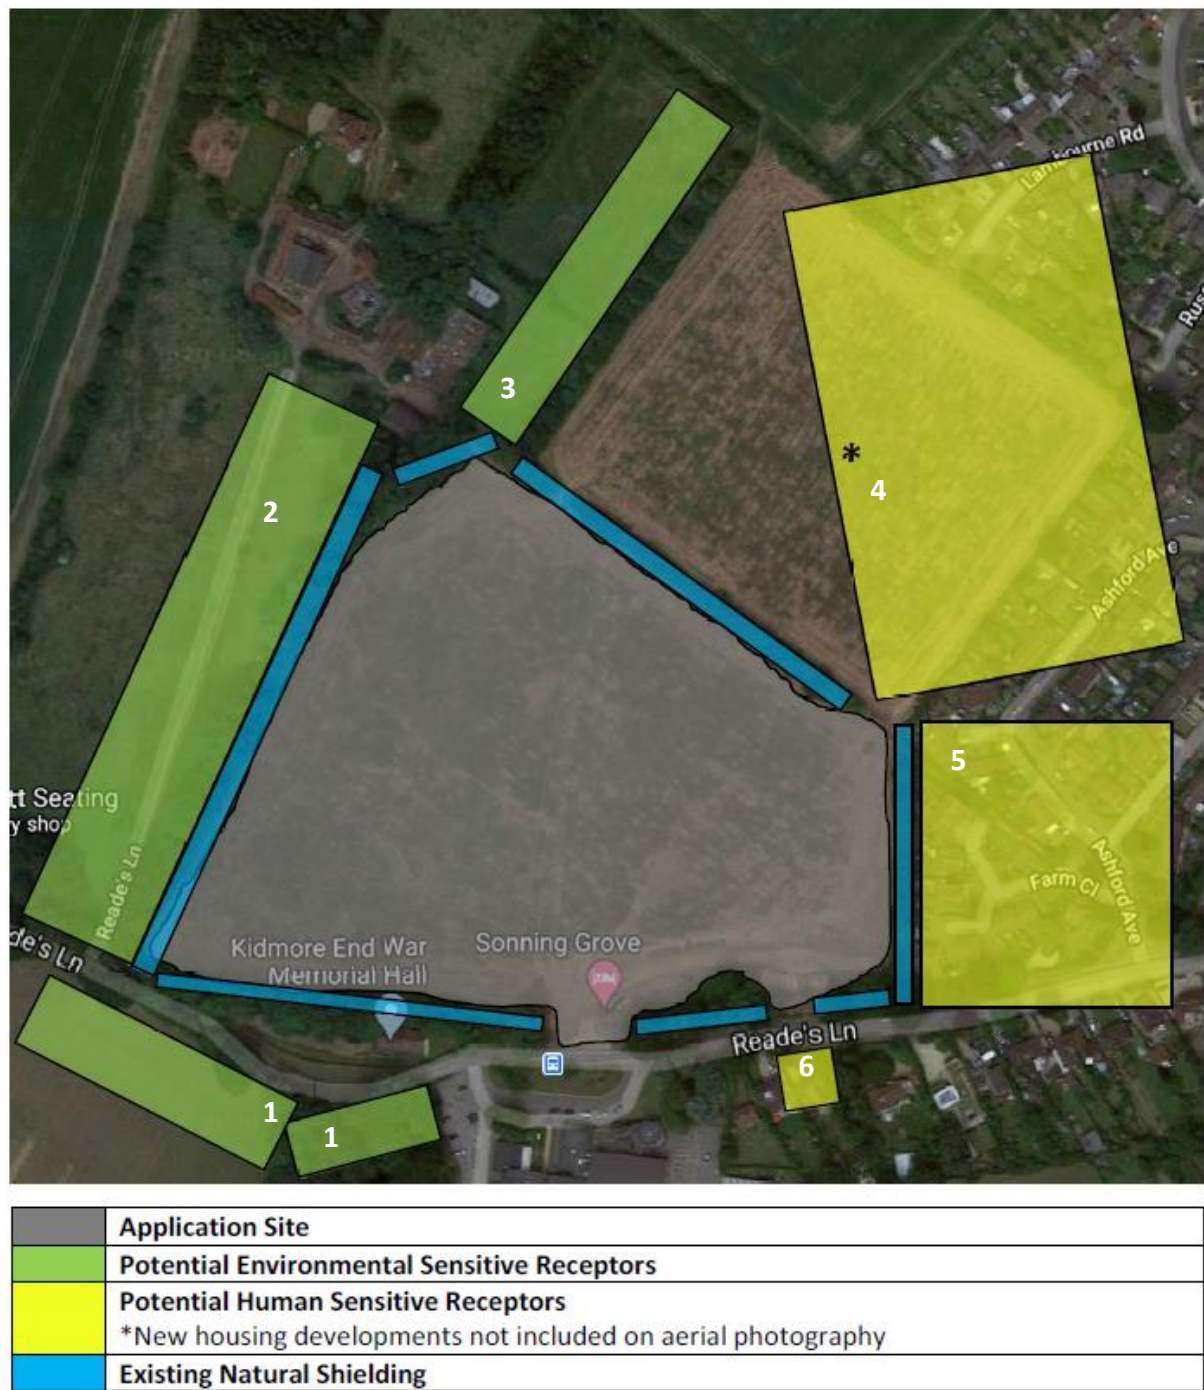 Lambourne Rd
Russ
3
*
4
2
Ashford Ave
5
tt Seating
y shop
Reade's Ln
Farm Cl
Ashford Ave
de's Ln
Kidmore End War
Memorial Hall
Sonning Grove
Reade's Ln
6
1
1
Application Site
Potential Environmental Sensitive Receptors
Potential Human Sensitive Receptors
*New housing developments not included on aerial photography
Existing Natural Shielding